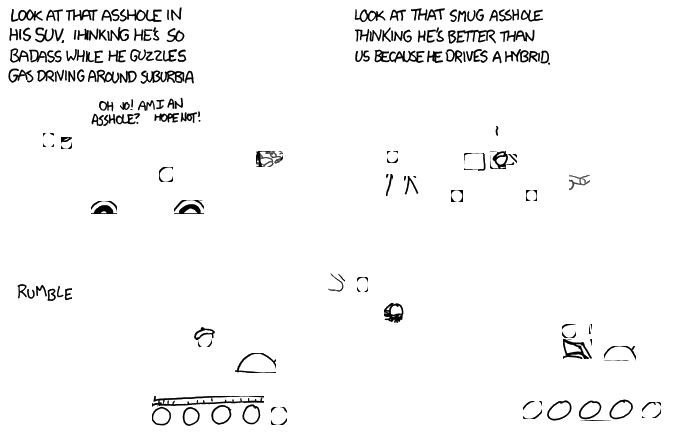 LOOK AT THAT ASSHOLE IN
HIS SUV. THINKING HE'S SO
BADASS WHILE HE GUZZLES
GAS DRIVING AROUND SUBURBIA
OH NO! AM I AN
ASSHOLE? HOPE NOT!
LOOK AT THAT SMUG ASSHOLE
THINKING HE'S BETTER THAN
US BECAUSE HE DRIVES A HYBRID.
RUMBLE